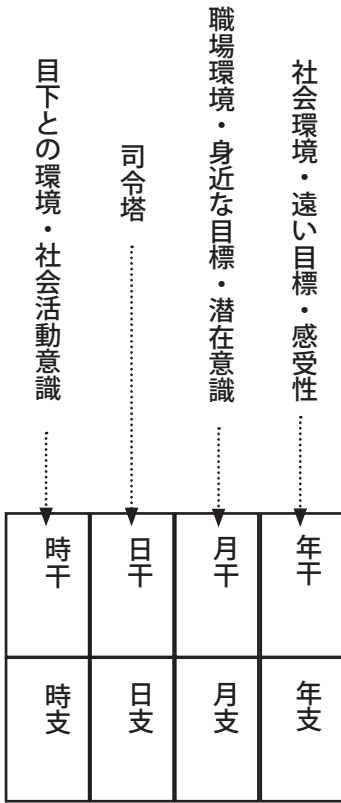 社会環境・遠い目標・感受性
職場環境・身近な目標・潜在意識
司令塔
目下との環境・社会活動意識
年干
月干
日干
時干
年支
月支
日支
時支